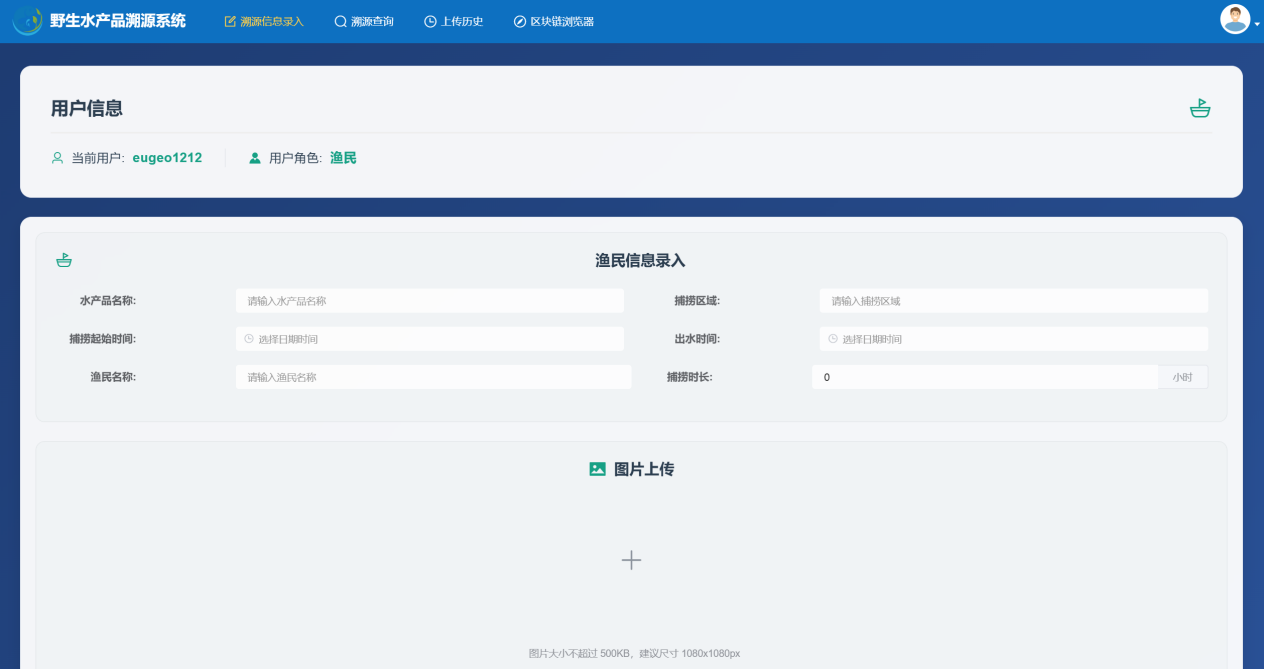 野生水产品溯源系统 溯源信息录入 溯源查询 上传历史 区块链浏览器
用户信息
当前用户: eugeo1212 用户角色: 渔民
渔民信息录入
水产品名称: 请输入水产品名称 捕捞区域: 请输入捕捞区域
捕捞起始时间: 选择日期时间 出水时间: 选择日期时间
渔民名称: 请输入渔民名称 捕捞时长: 0 小时
图片上传
图片大小不超过 500KB，建议尺寸 1080x1080px